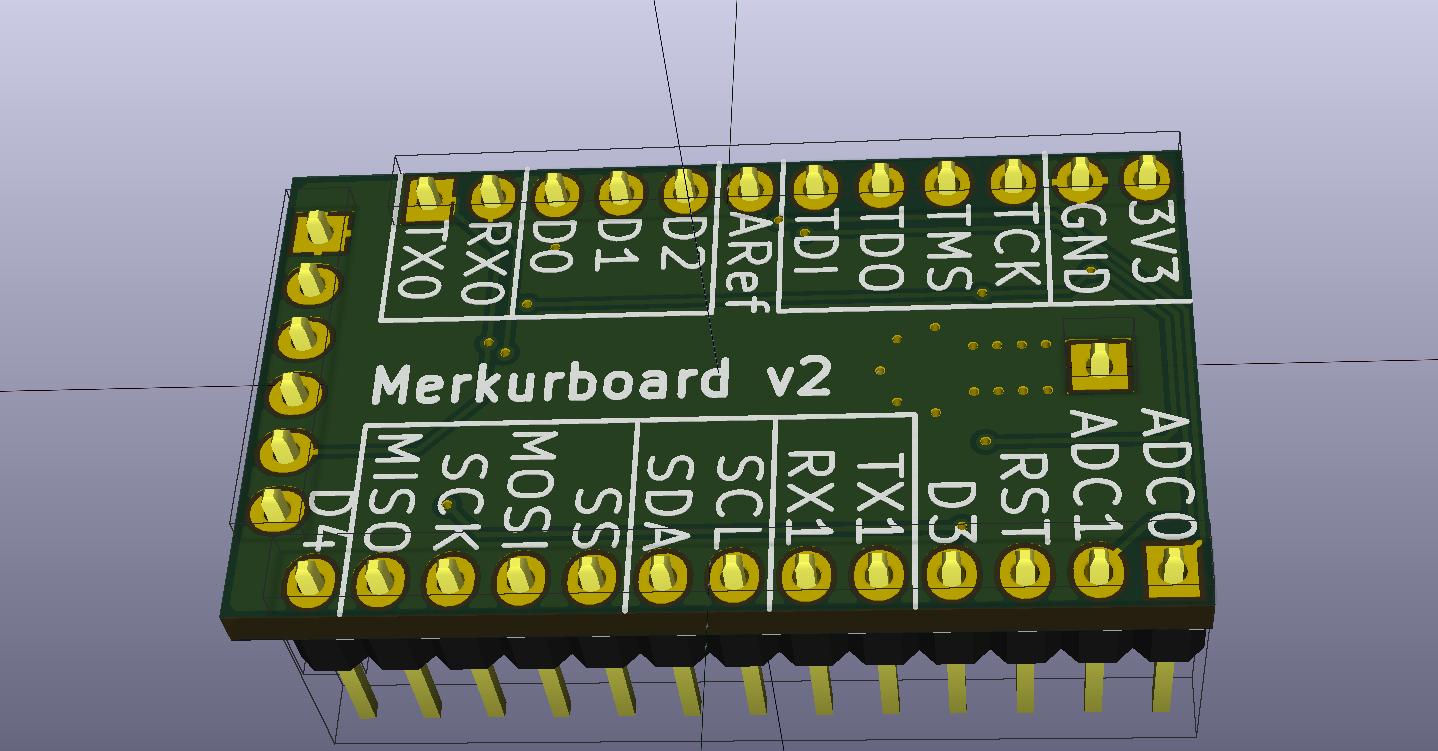 TX0
RX0
D0
D1
D2
ARef
TDI
TDO
TMS
TCK
GND
3V3
Merkurboard v2
D4
MISO
SCK
MOSI
SS
SDA
SCL
RX1
TX1
D3
RST
ADC1
ADC0